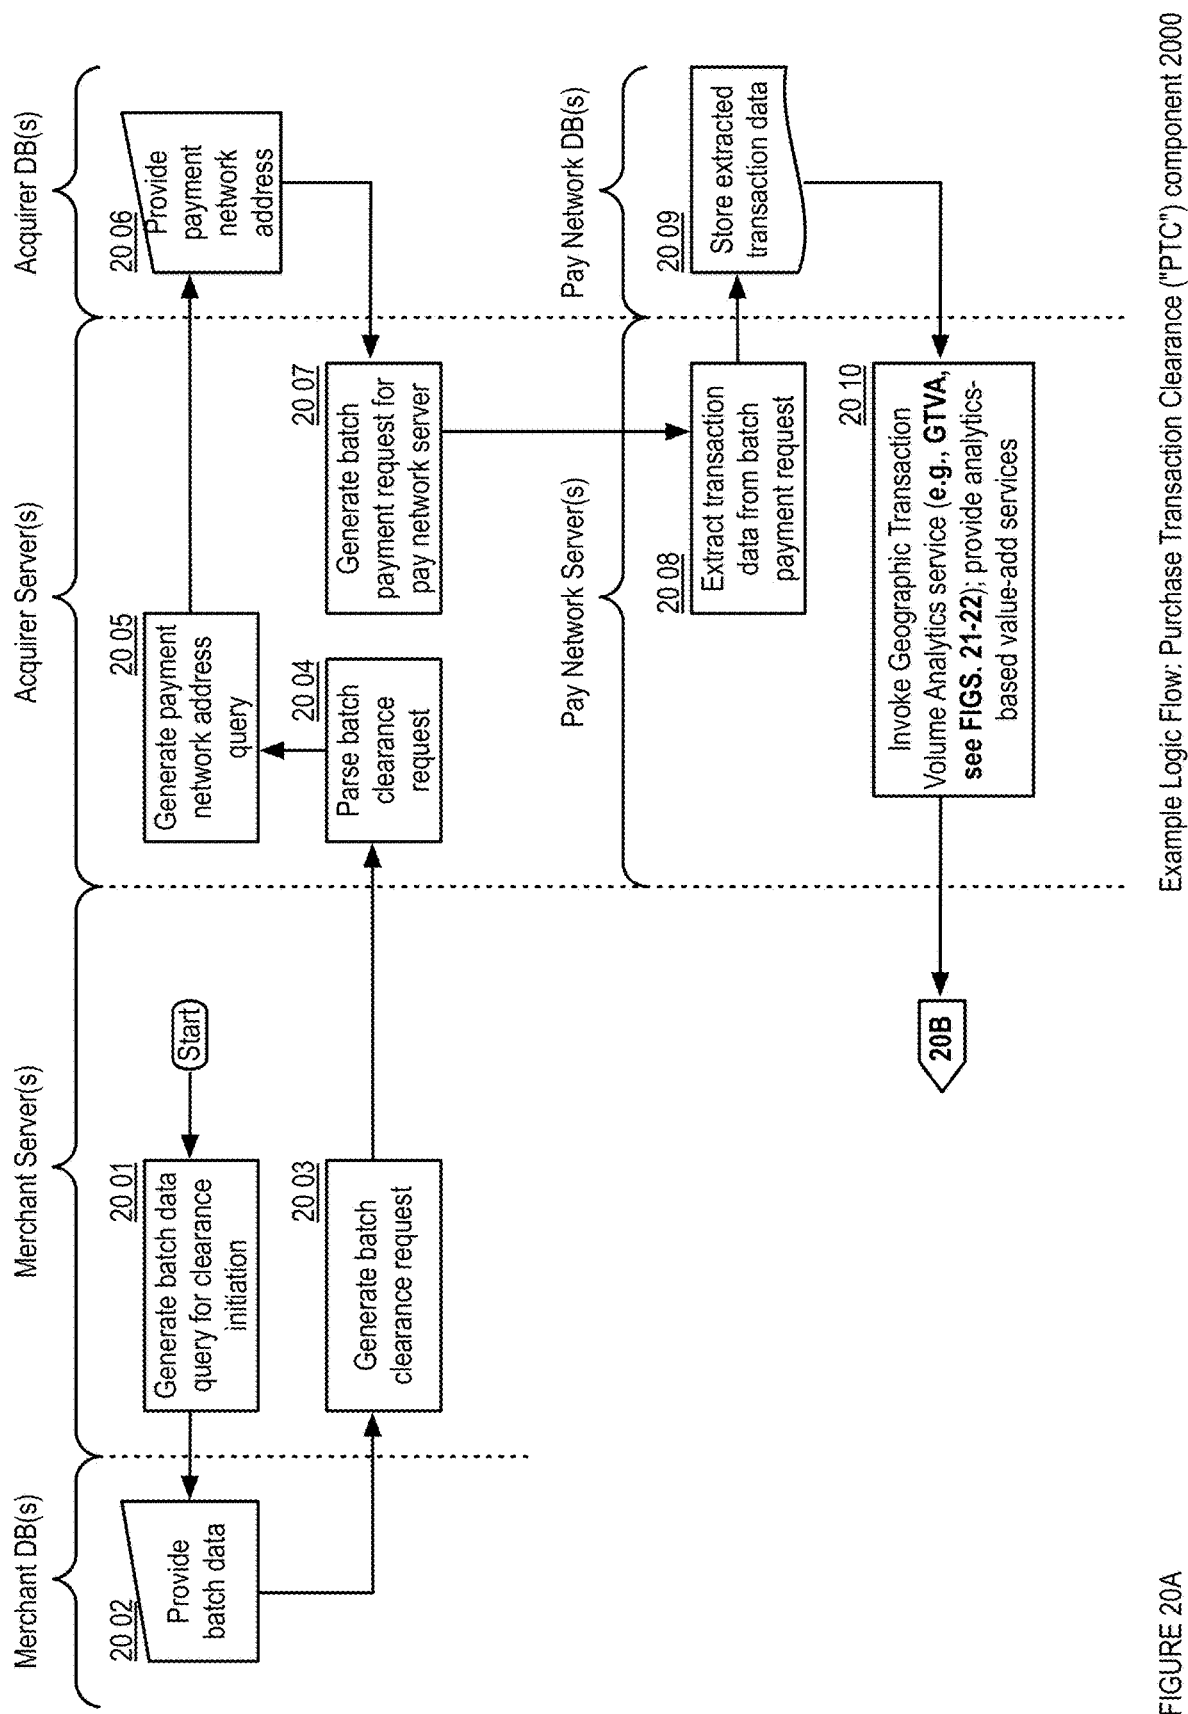 Merchant DB(s)
Merchant Server(s)
Acquirer Server(s)
Acquirer DB(s)
Start
20 01
Generate batch data
query for clearance
initiation
20 02
Provide
batch data
20 03
Generate batch
clearance request
20 04
Parse batch
clearance
request
20 05
Generate payment
network address
query
20 06
Provide
payment
network
address
20 07
Generate batch
payment request for
pay network server
Pay Network Server(s)
Pay Network DB(s)
20 08
Extract transaction
data from batch
payment request
20 09
Store extracted
transaction data
20 10
Invoke Geographic Transaction
Volume Analytics service (e.g., GTVA,
see FIGS. 21-22); provide analytics-
based value-add services
20B
FIGURE 20A
Example Logic Flow: Purchase Transaction Clearance ("PTC") component 2000